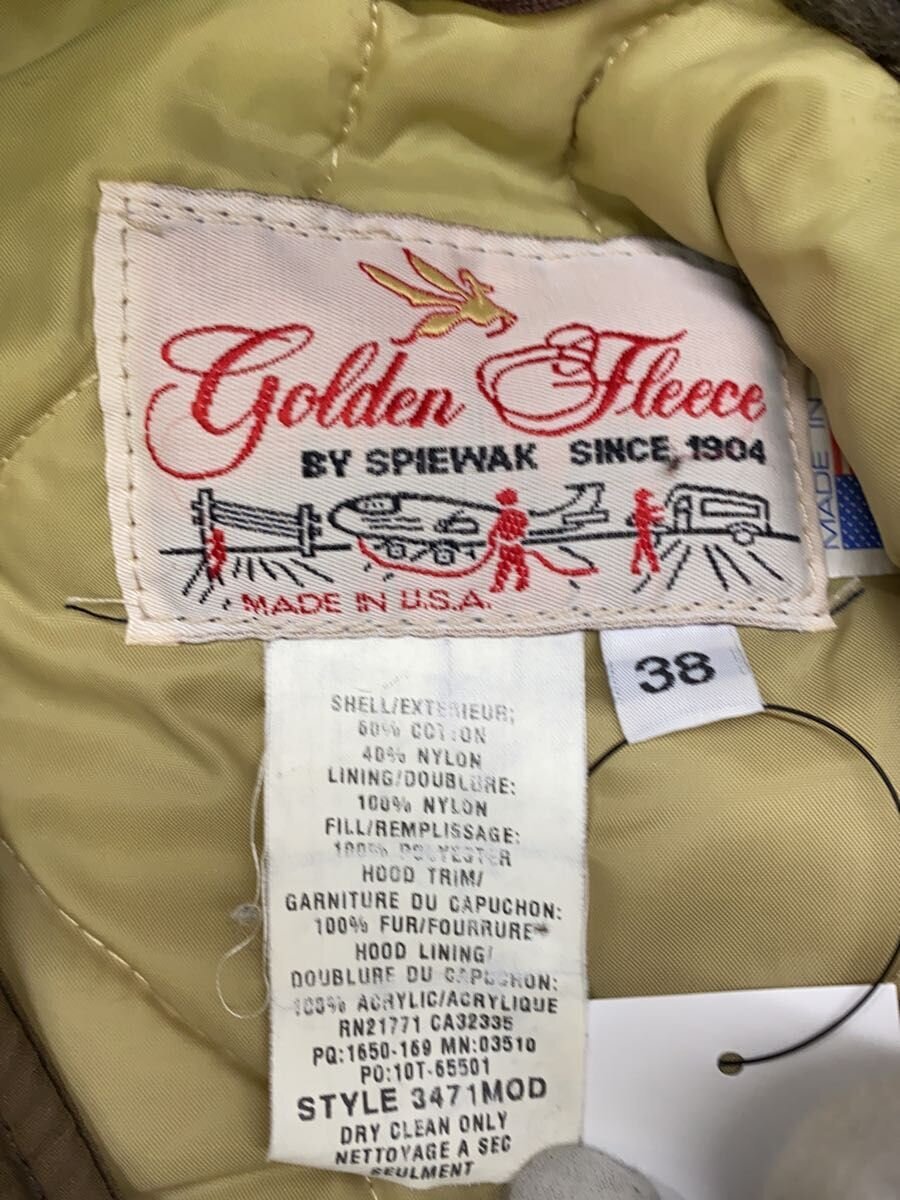 Golden Fleece
BY SPIEWAK SINCE 1904
MADE IN U.S.A.
MADE IN
38
SHELL/EXTERIEUR;
60% COTTON
40% NYLON
LINING/DOUBLURE:
100% NYLON
FILL/REMPLISSAGE:
100% POLYESTER
HOOD TRIM/
GARNITURE DU CAPUCHON:
100% FUR/FOURRURE
HOOD LINING/
DOUBLURE DU CAPUCHON:
100% ACRYLIC/ACRYLIQUE
RN21771 CA32335
PQ:1650-169 MN:03510
PO:10T-65501
STYLE 3471MOD
DRY CLEAN ONLY
NETTOYAGE A SEC
SEULMENT